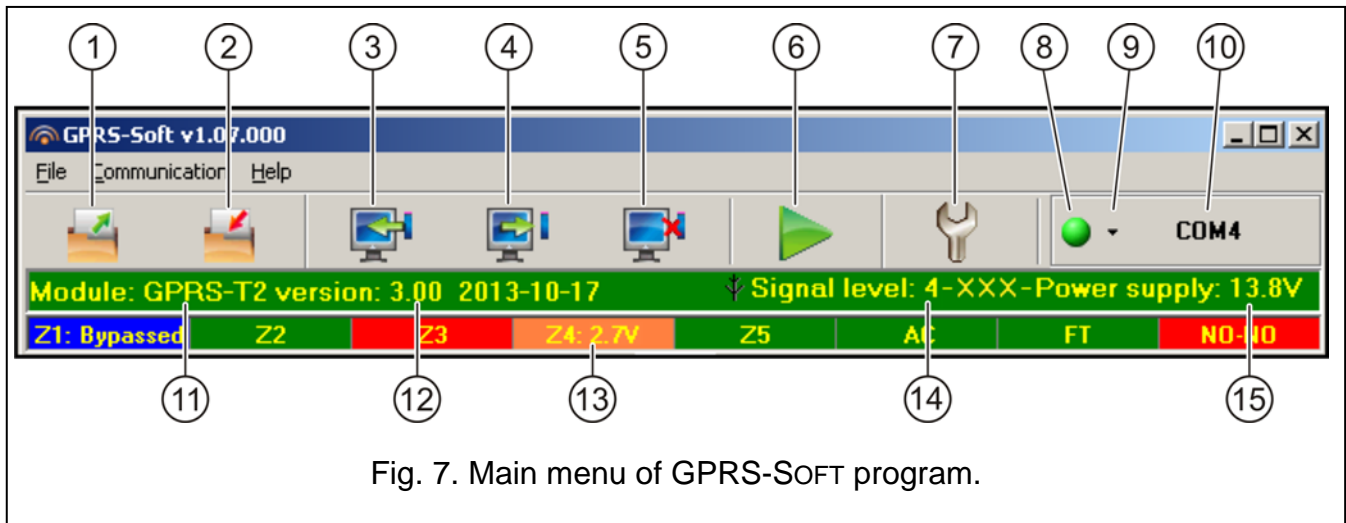 1 2 3 4 5 6 7 8 9 10
GPRS-Soft v1.07.000
File Communication Help
COM4
Module: GPRS-T2 version: 3.00 2013-10-17 Signal level: 4-XXX-Power supply: 13.8V
Z1: Bypassed Z2 Z3 Z4: 2.7V Z5 AC FT NO-NO
11 12 13 14 15
Fig. 7. Main menu of GPRS-SOFT program.